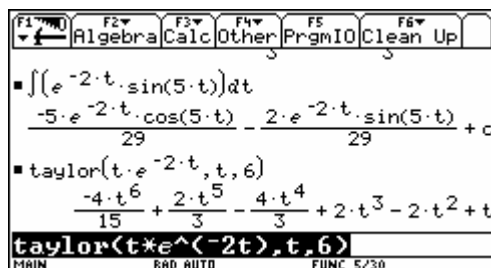 F1 F2 F3 F4 F5 F6
Algebra Calc Other PrgmIO Clean Up
3 3
▪ ∫(e^-2·t · sin(5·t))dt
-5·e^-2·t · cos(5·t)/29 - 2·e^-2·t · sin(5·t)/29 + c
▪ taylor(t·e^-2·t, t, 6)
-4·t^6/15 + 2·t^5/3 - 4·t^4/3 + 2·t^3 - 2·t^2 + t
taylor(t*e^(-2t),t,6)
MAIN RAD AUTO FUNC 5/30